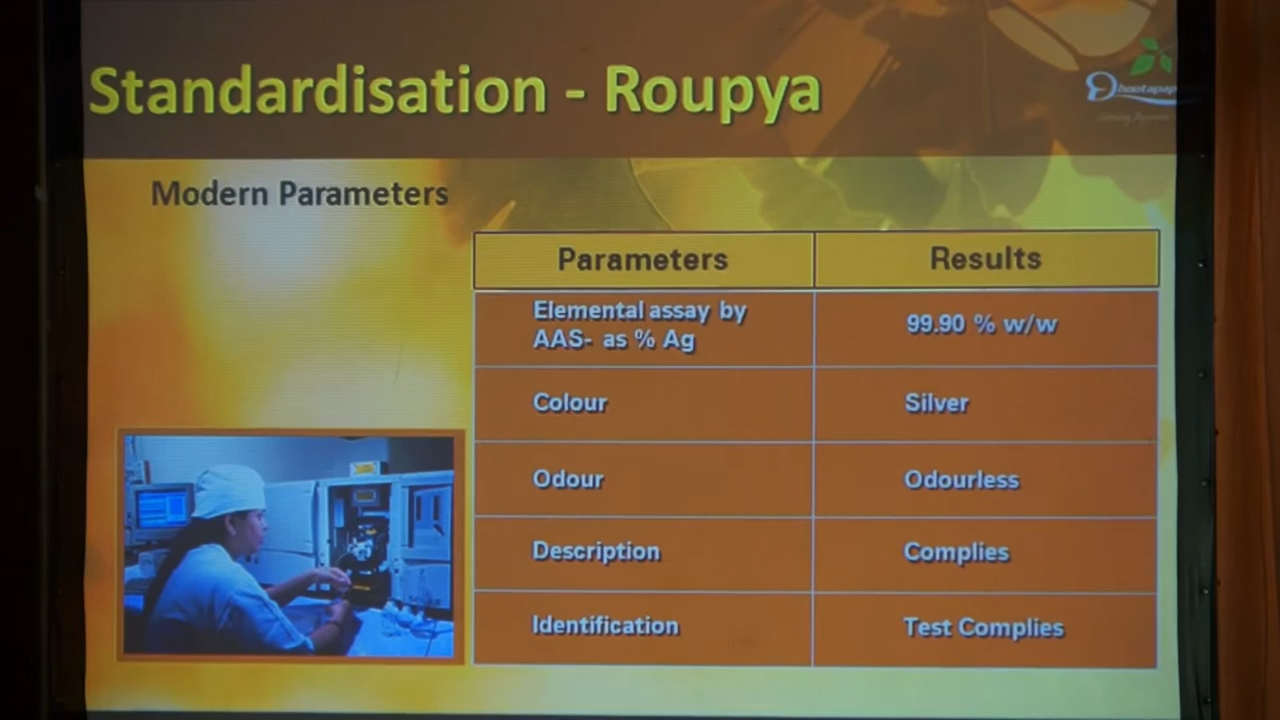 Standardisation - Roupya
Modern Parameters
Parameters Results
Elemental assay by
AAS- as % Ag
99.90 % w/w
Colour Silver
Odour Odourless
Description Complies
Identification Test Complies